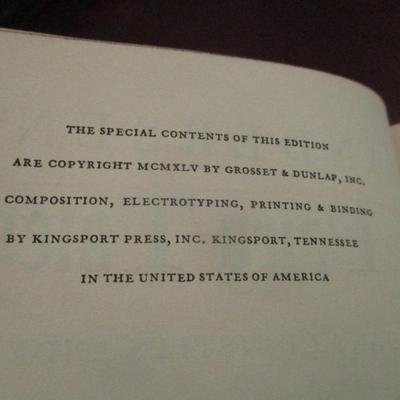 THE SPECIAL CONTENTS OF THIS EDITION
ARE COPYRIGHT MCMXLV BY GROSSET & DUNLAP, INC.
COMPOSITION, ELECTROTYPING, PRINTING & BINDING
BY KINGSPORT PRESS, INC. KINGSPORT, TENNESSEE
IN THE UNITED STATES OF AMERICA